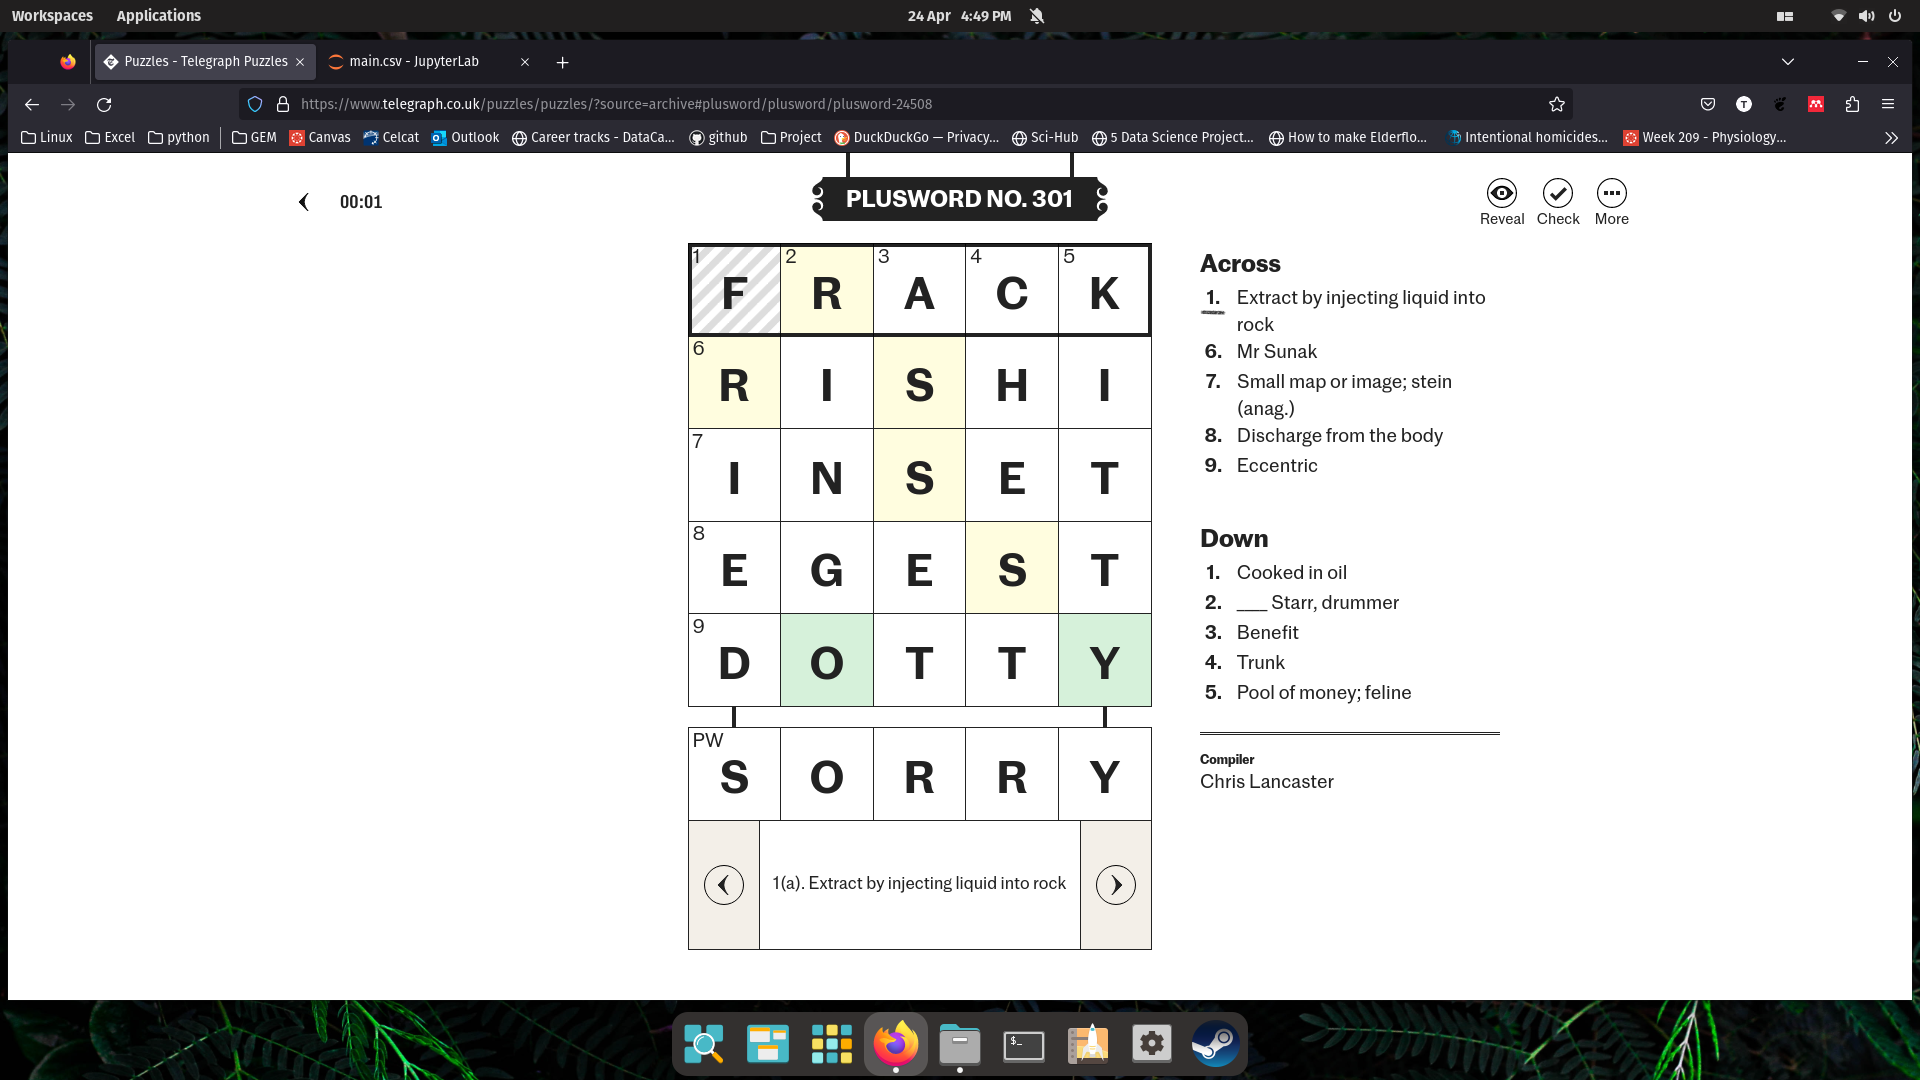 Workspaces Applications 24 Apr 4:49 PM
Puzzles - Telegraph Puzzles main.csv - JupyterLab
https://www.telegraph.co.uk/puzzles/puzzles/?source=archive#plusword/plusword/plusword-24508
Linux Excel python GEM Canvas Celcat Outlook Career tracks - DataCa... github Project DuckDuckGo — Privacy... Sci-Hub 5 Data Science Project... How to make Elderflo... Intentional homicides... Week 209 - Physiology...
00:01
PLUSWORD NO. 301
Reveal Check More
1 F 2 R 3 A 4 C 5 K
6 R I S H I
7 I N S E T
8 E G E S T
9 D O T T Y
PW S O R R Y
1(a). Extract by injecting liquid into rock
Across
1. Extract by injecting liquid into
rock
6. Mr Sunak
7. Small map or image; stein
(anag.)
8. Discharge from the body
9. Eccentric
Down
1. Cooked in oil
2. ___ Starr, drummer
3. Benefit
4. Trunk
5. Pool of money; feline
Compiler
Chris Lancaster